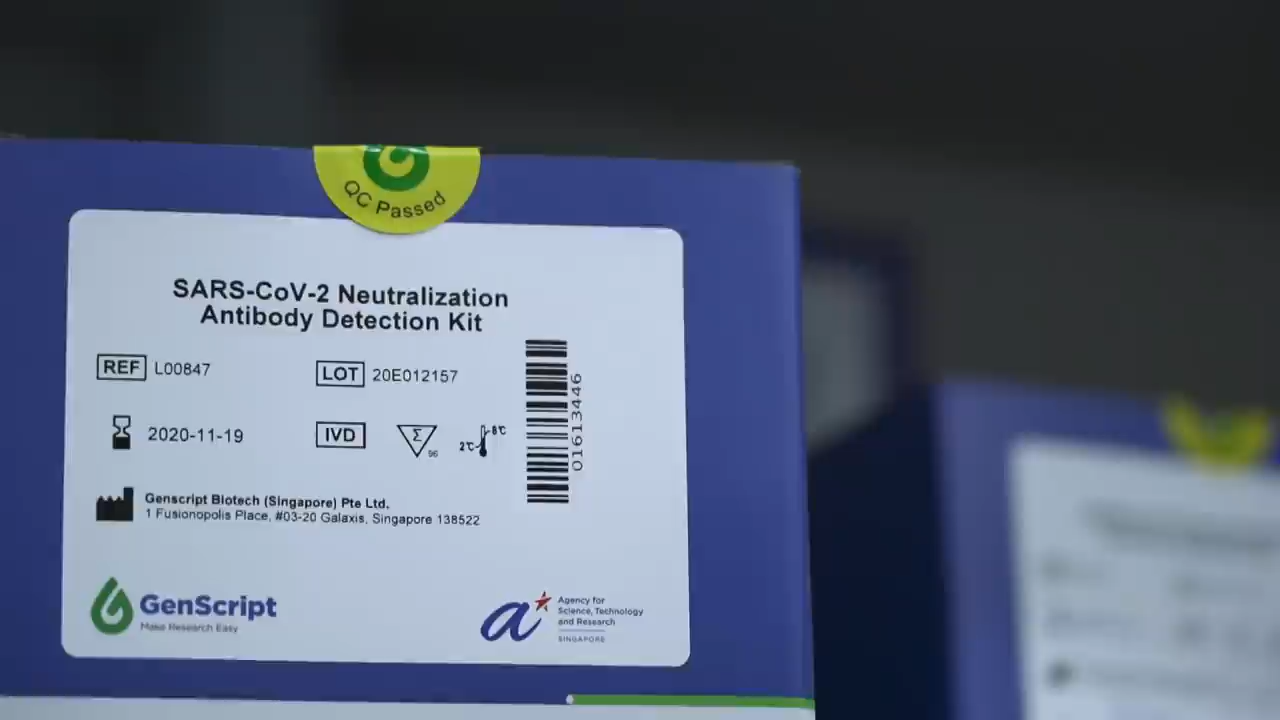 QC Passed
SARS-CoV-2 Neutralization
Antibody Detection Kit
REF L00847
LOT 20E012157
2020-11-19
IVD
Σ
96
2°C
8°C
01613446
Genscript Biotech (Singapore) Pte Ltd.
1 Fusionopolis Place, #03-20 Galaxis, Singapore 138522
GenScript
Make Research Easy
a
Agency for
Science, Technology
and Research
SINGAPORE